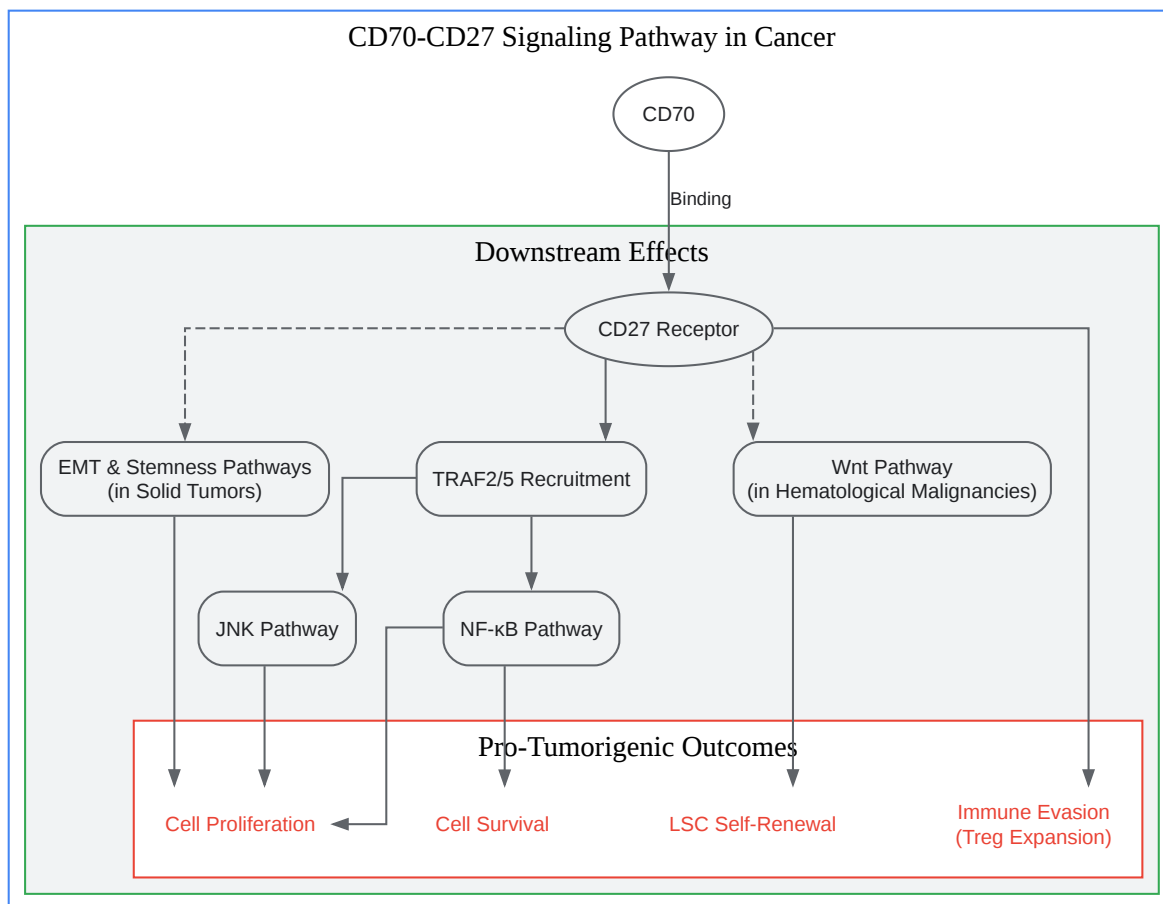 CD70-CD27 Signaling Pathway in Cancer
CD70
Binding
Downstream Effects
CD27 Receptor
EMT & Stemness Pathways
(in Solid Tumors)
TRAF2/5 Recruitment
Wnt Pathway
(in Hematological Malignancies)
JNK Pathway
NF-κB Pathway
Pro-Tumorigenic Outcomes
Cell Proliferation
Cell Survival
LSC Self-Renewal
Immune Evasion
(Treg Expansion)